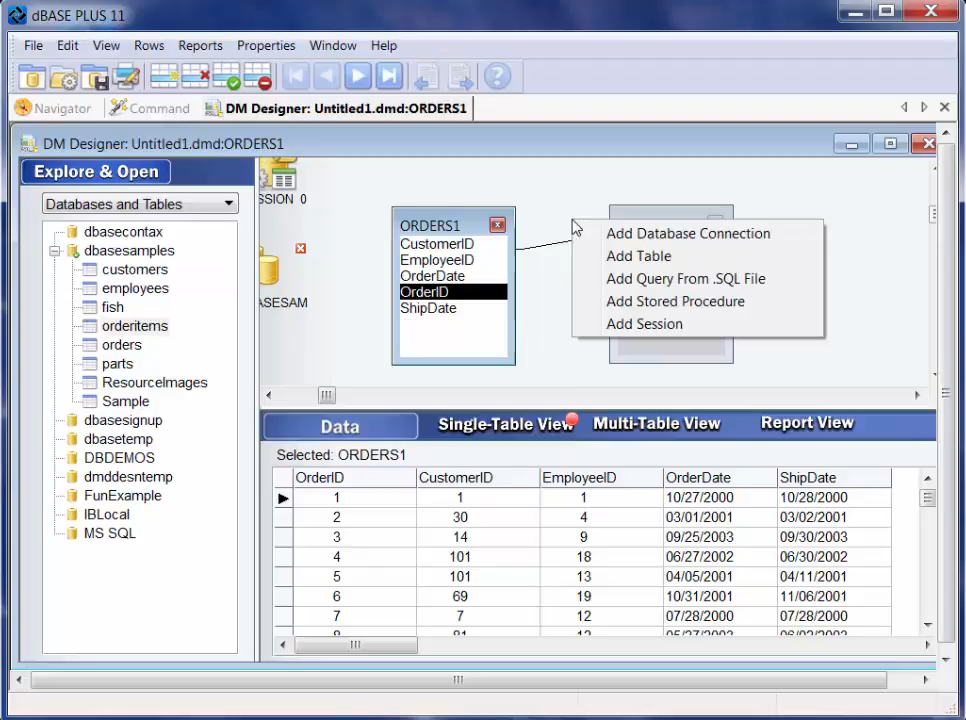 dBASE PLUS 11
File Edit View Rows Reports Properties Window Help
Navigator Command DM Designer: Untitled1.dmd:ORDERS1
DM Designer: Untitled1.dmd:ORDERS1
Explore & Open
Databases and Tables
dbasecontax
dbasesamples
customers
employees
fish
orderitems
orders
parts
ResourceImages
Sample
dbasesignup
dbasetemp
DBDEMOS
dmddesntemp
FunExample
IBLocal
MS SQL
SSION 0
ASESAM
ORDERS1
CustomerID
EmployeeID
OrderDate
OrderID
ShipDate
Add Database Connection
Add Table
Add Query From .SQL File
Add Stored Procedure
Add Session
Data Single-Table View Multi-Table View Report View
Selected: ORDERS1
OrderID CustomerID EmployeeID OrderDate ShipDate
1 1 1 10/27/2000 10/28/2000
2 30 4 03/01/2001 03/02/2001
3 14 9 09/25/2003 09/30/2003
4 101 18 06/27/2002 06/30/2002
5 101 13 04/05/2001 04/11/2001
6 69 19 10/31/2001 11/06/2001
7 7 12 07/28/2000 07/28/2000